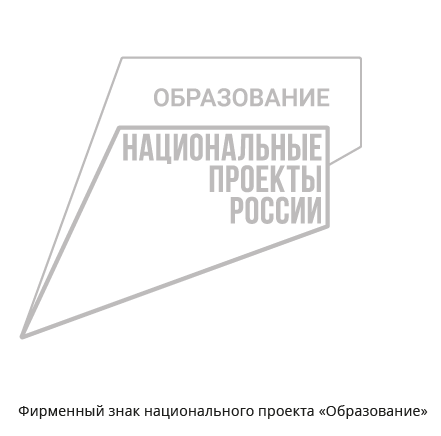 ОБРАЗОВАНИЕ
НАЦИОНАЛЬНЫЕ
ПРОЕКТЫ
РОССИИ
Фирменный знак национального проекта «Образование»